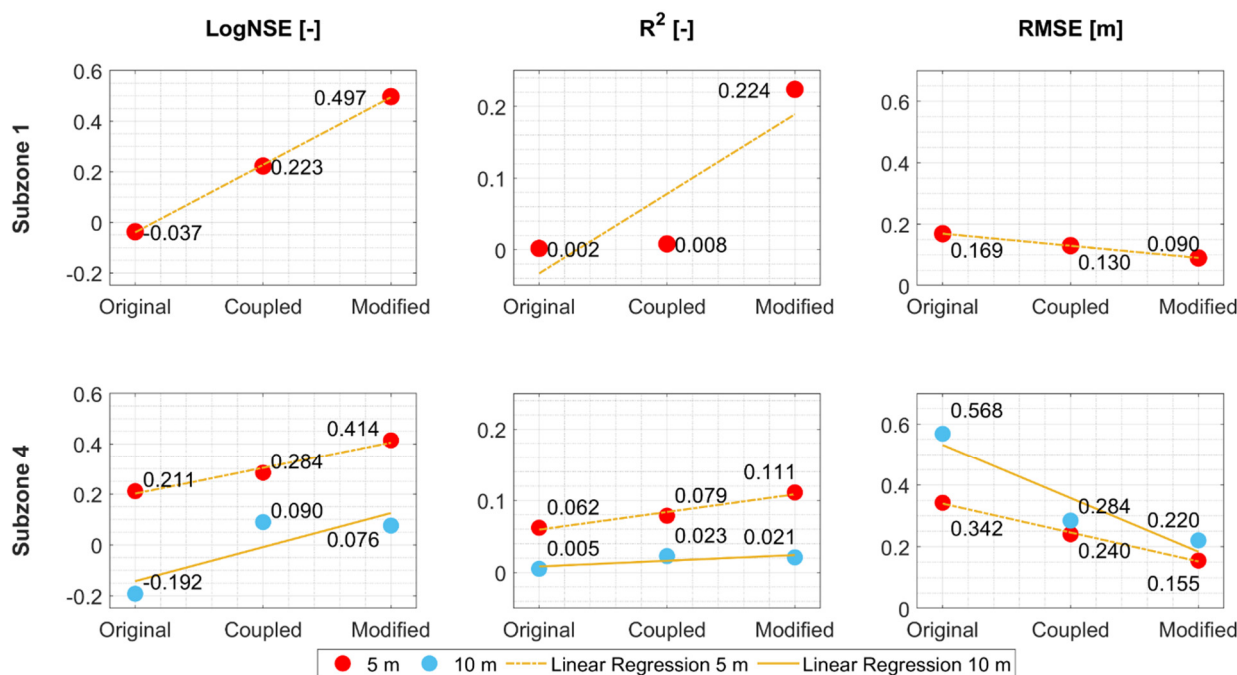 LogNSE [-]
R² [-]
RMSE [m]
Subzone 1
0.6
0.4
0.2
0
-0.2
-0.037
0.223
0.497
Original
Coupled
Modified
0.2
0.1
0
0.002
0.008
0.224
Original
Coupled
Modified
0.6
0.4
0.2
0
0.169
0.130
0.090
Original
Coupled
Modified
Subzone 4
0.6
0.4
0.2
0
-0.2
0.211
0.284
0.414
-0.192
0.090
0.076
Original
Coupled
Modified
0.2
0.1
0
0.062
0.079
0.111
0.005
0.023
0.021
Original
Coupled
Modified
0.6
0.4
0.2
0
0.568
0.284
0.220
0.342
0.240
0.155
Original
Coupled
Modified
5 m 10 m Linear Regression 5 m Linear Regression 10 m